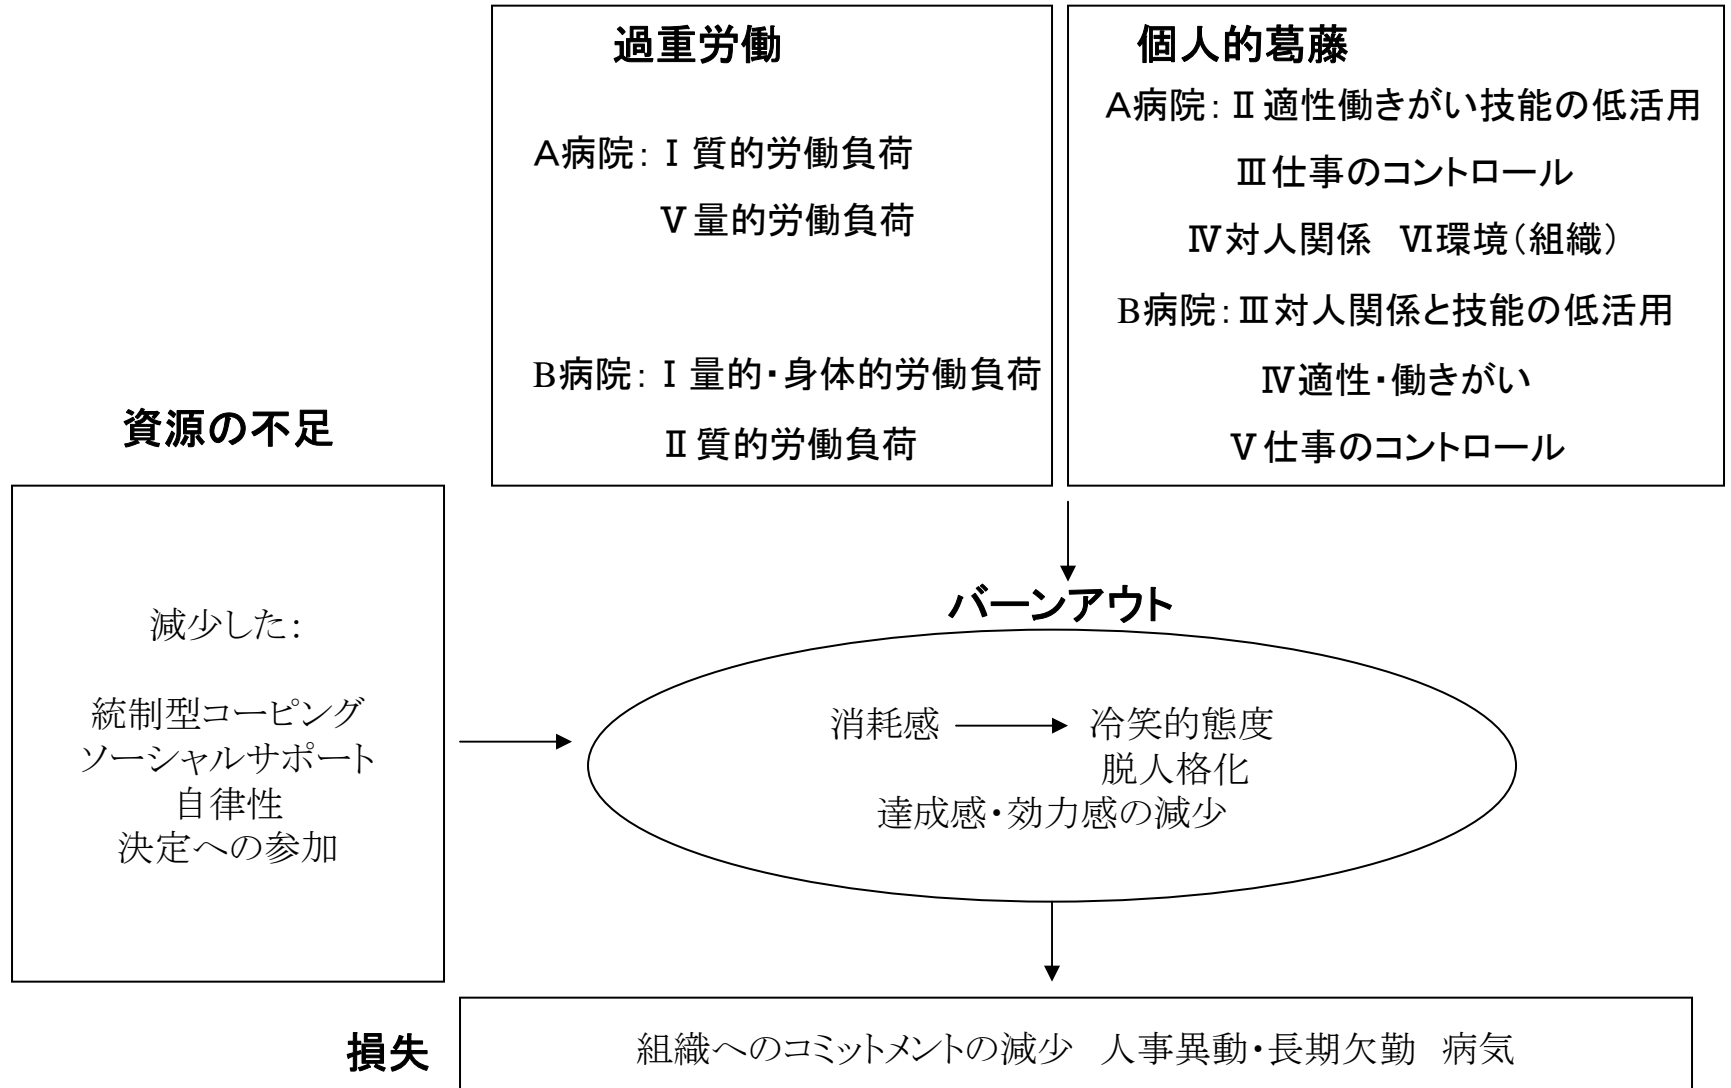 過重労働
A病院：Ⅰ質的労働負荷
Ⅴ量的労働負荷
B病院：Ⅰ量的・身体的労働負荷
Ⅱ質的労働負荷
個人的葛藤
A病院：Ⅱ適性働きがい技能の低活用
Ⅲ仕事のコントロール
Ⅳ対人関係　Ⅵ環境（組織）
B病院：Ⅲ対人関係と技能の低活用
Ⅳ適性・働きがい
Ⅴ仕事のコントロール
資源の不足
減少した：
統制型コーピング
ソーシャルサポート
自律性
決定への参加
バーンアウト
消耗感　冷笑的態度
脱人格化
達成感・効力感の減少
損失
組織へのコミットメントの減少　人事異動・長期欠勤　病気